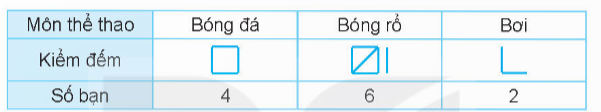 Môn thể thao Bóng đá Bóng rổ Bơi
Kiểm đếm
Số bạn 4 6 2